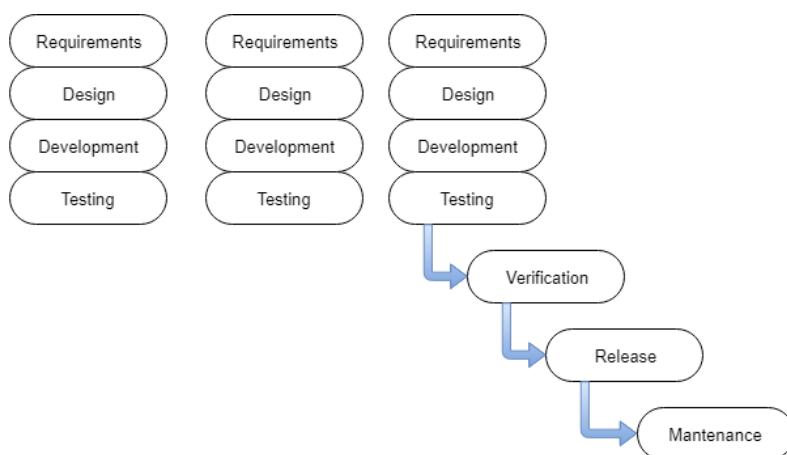 Requirements
Design
Development
Testing
Requirements
Design
Development
Testing
Requirements
Design
Development
Testing
Verification
Release
Mantenance